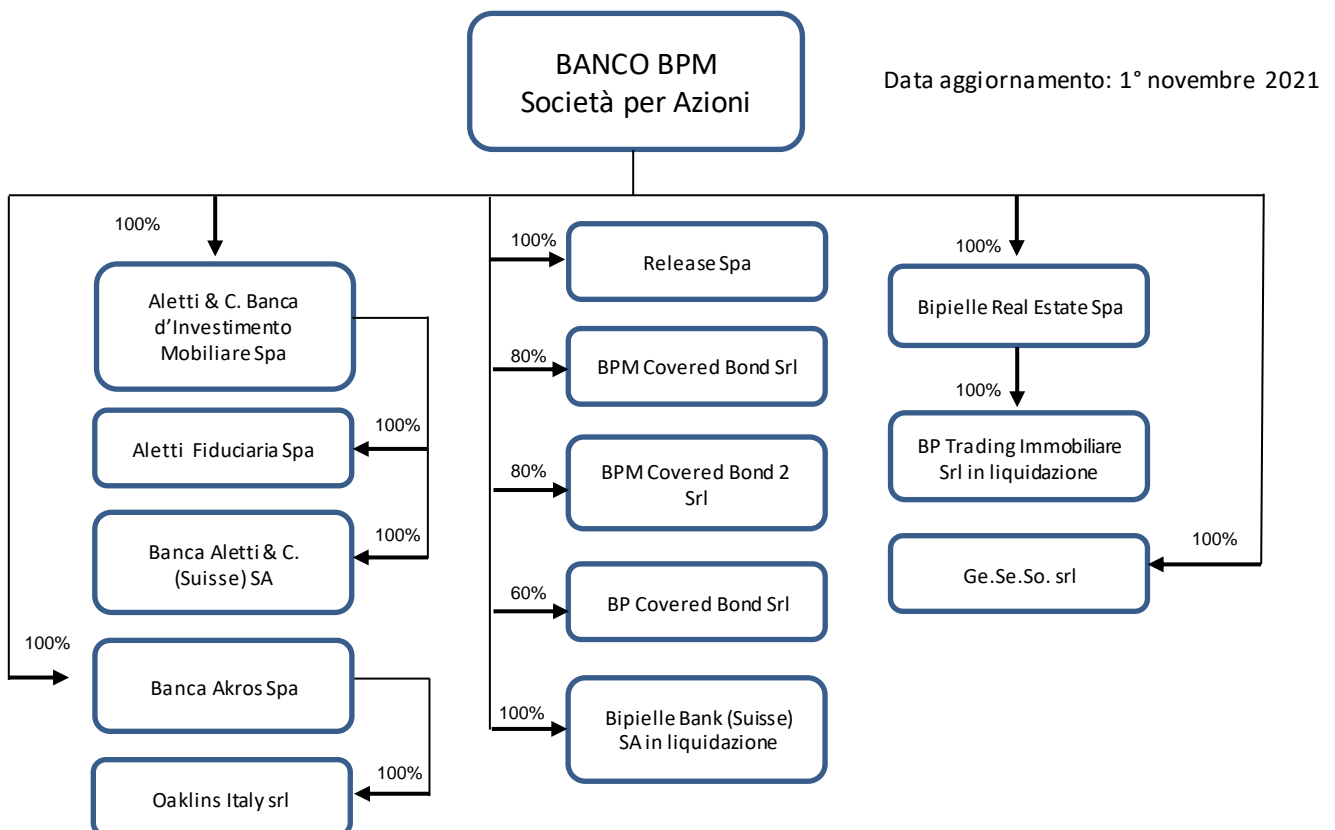 BANCO BPM
Società per Azioni
Data aggiornamento: 1° novembre 2021
100%
Aletti & C. Banca
d’Investimento
Mobiliare Spa
100%
Aletti Fiduciaria Spa
100%
Banca Aletti & C.
(Suisse) SA
100%
Banca Akros Spa
100%
Oaklins Italy srl
100%
Release Spa
80%
BPM Covered Bond Srl
80%
BPM Covered Bond 2
Srl
60%
BP Covered Bond Srl
100%
Bipielle Bank (Suisse)
SA in liquidazione
100%
Bipielle Real Estate Spa
100%
BP Trading Immobiliare
Srl in liquidazione
100%
Ge.Se.So. srl